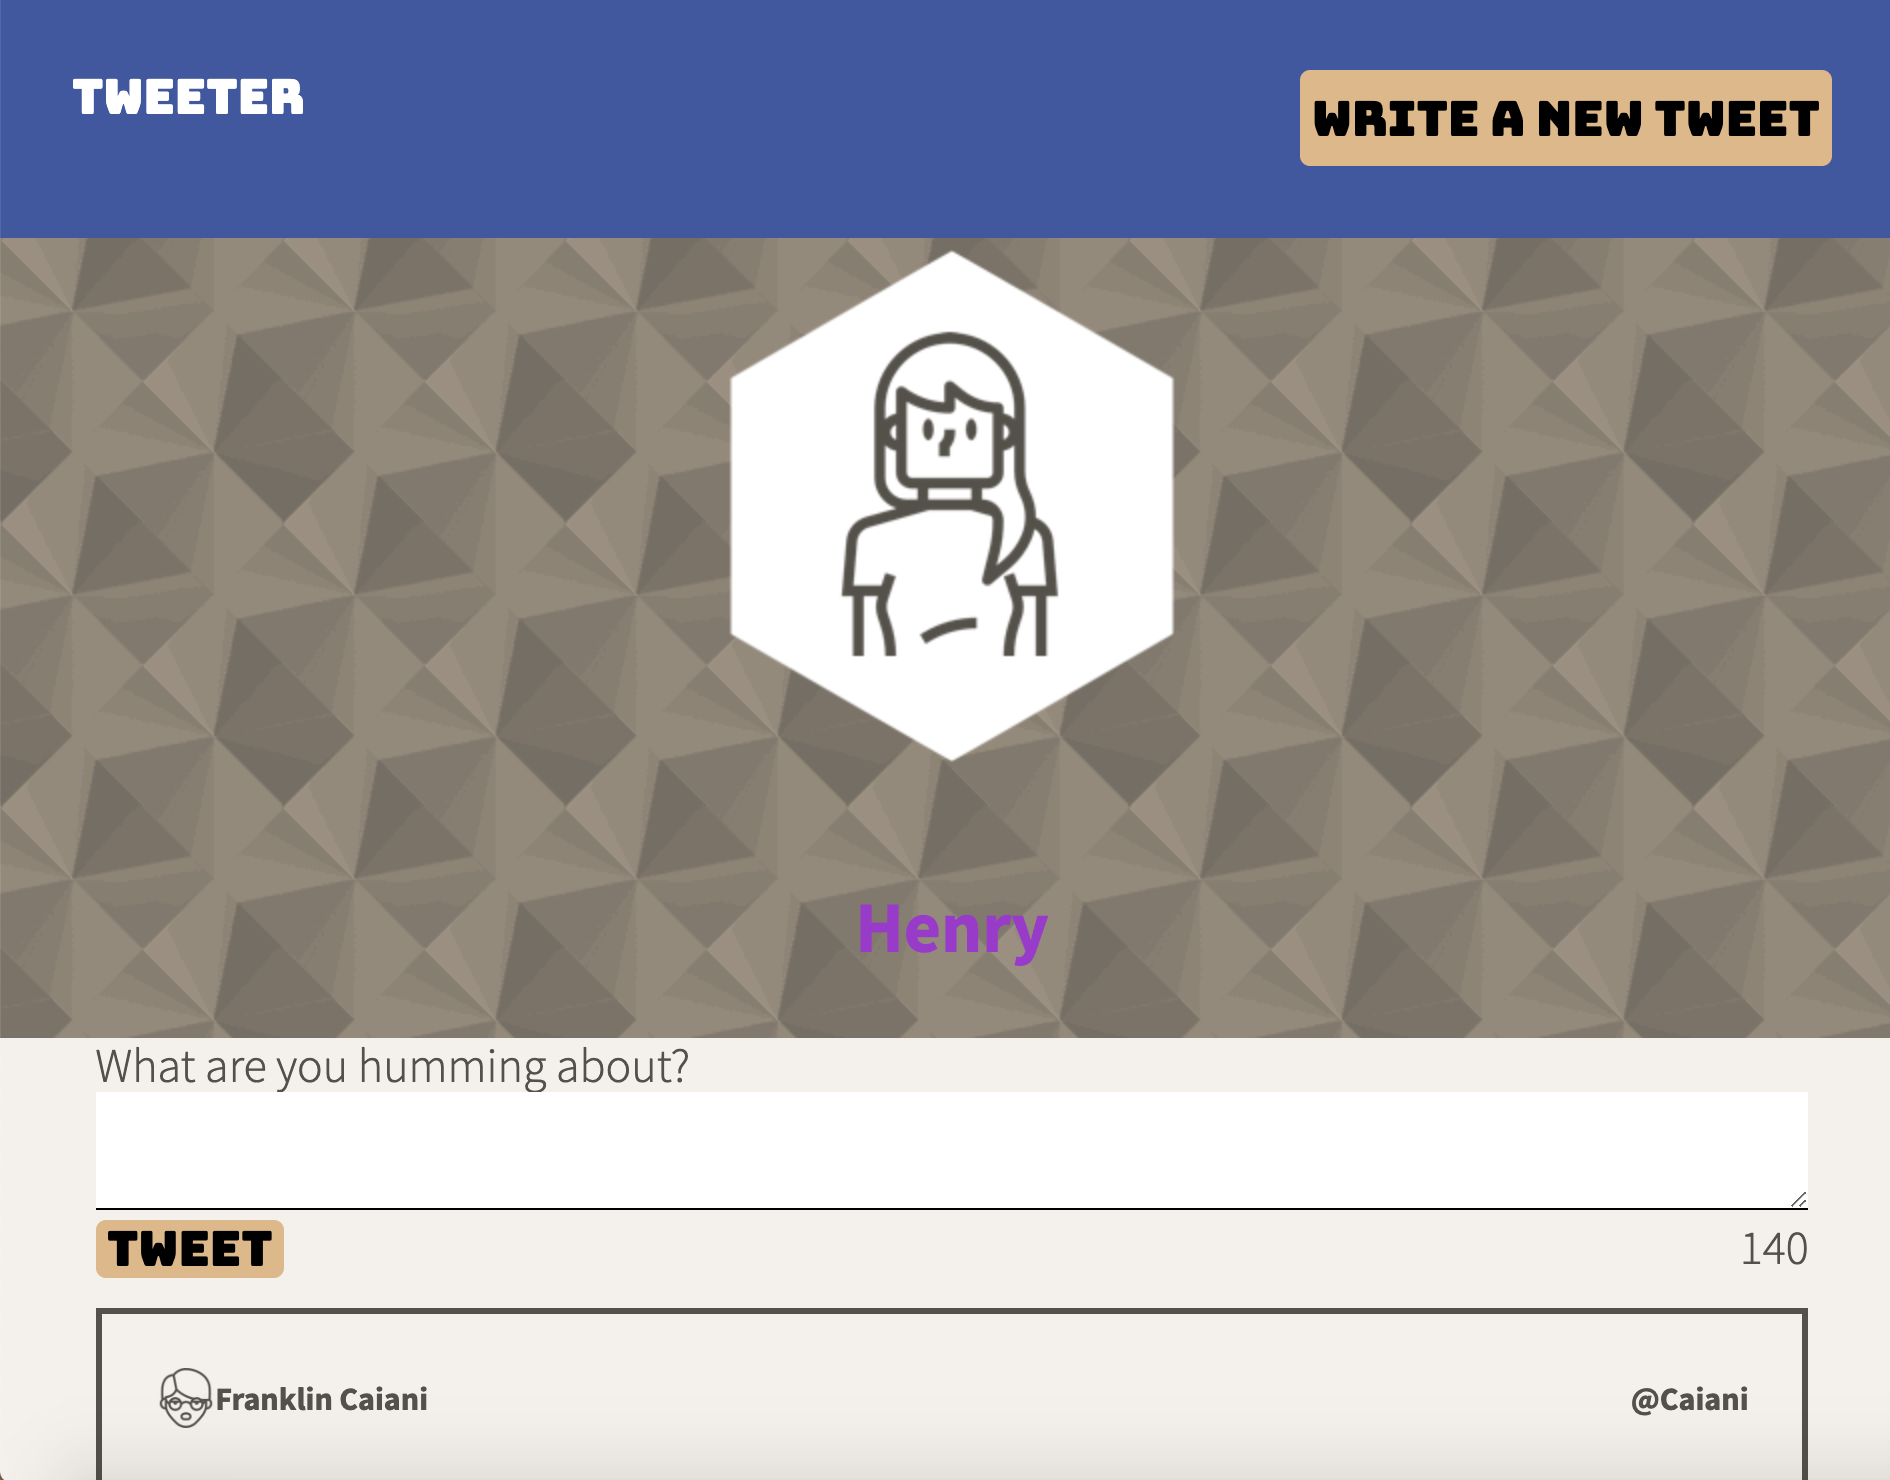 TWEETER
WRITE A NEW TWEET
Henry
What are you humming about?
TWEET
140
Franklin Caiani
@Caiani